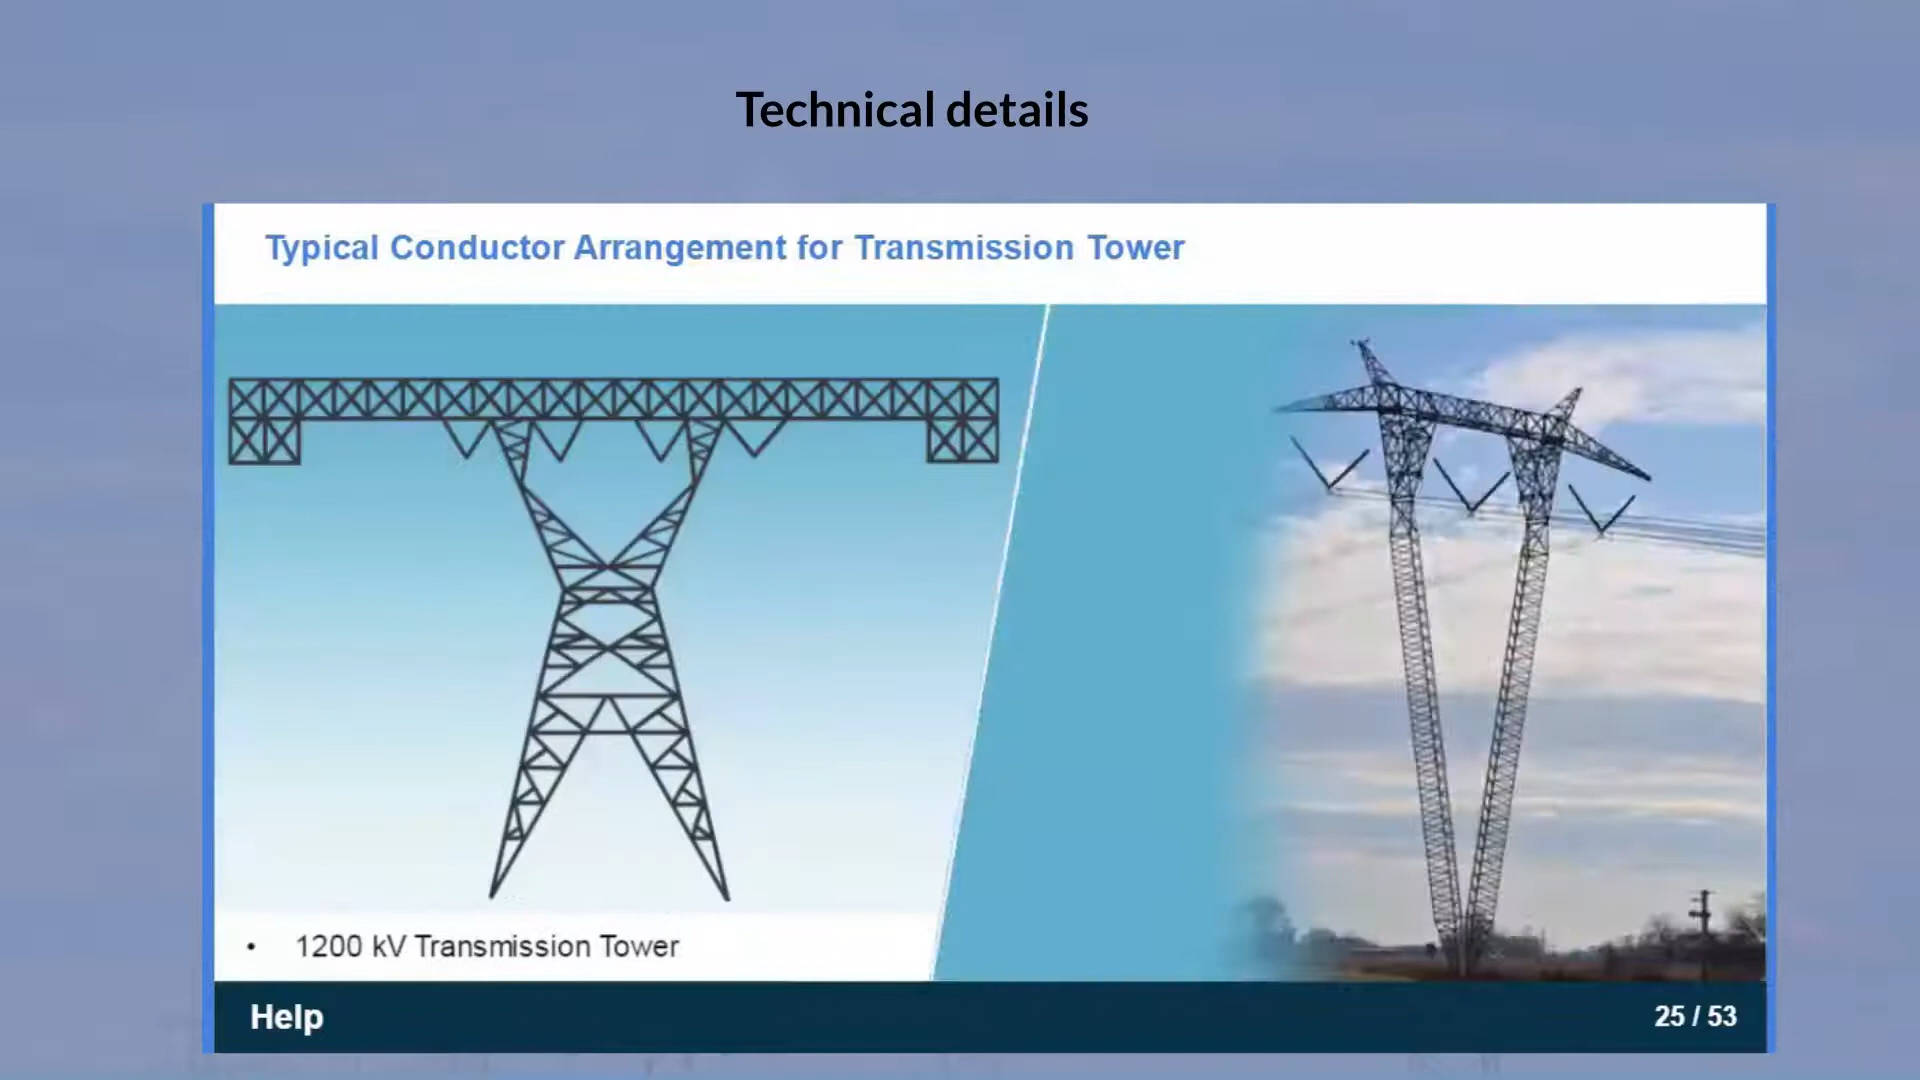 Technical details
Typical Conductor Arrangement for Transmission Tower
• 1200 kV Transmission Tower
Help
25 / 53